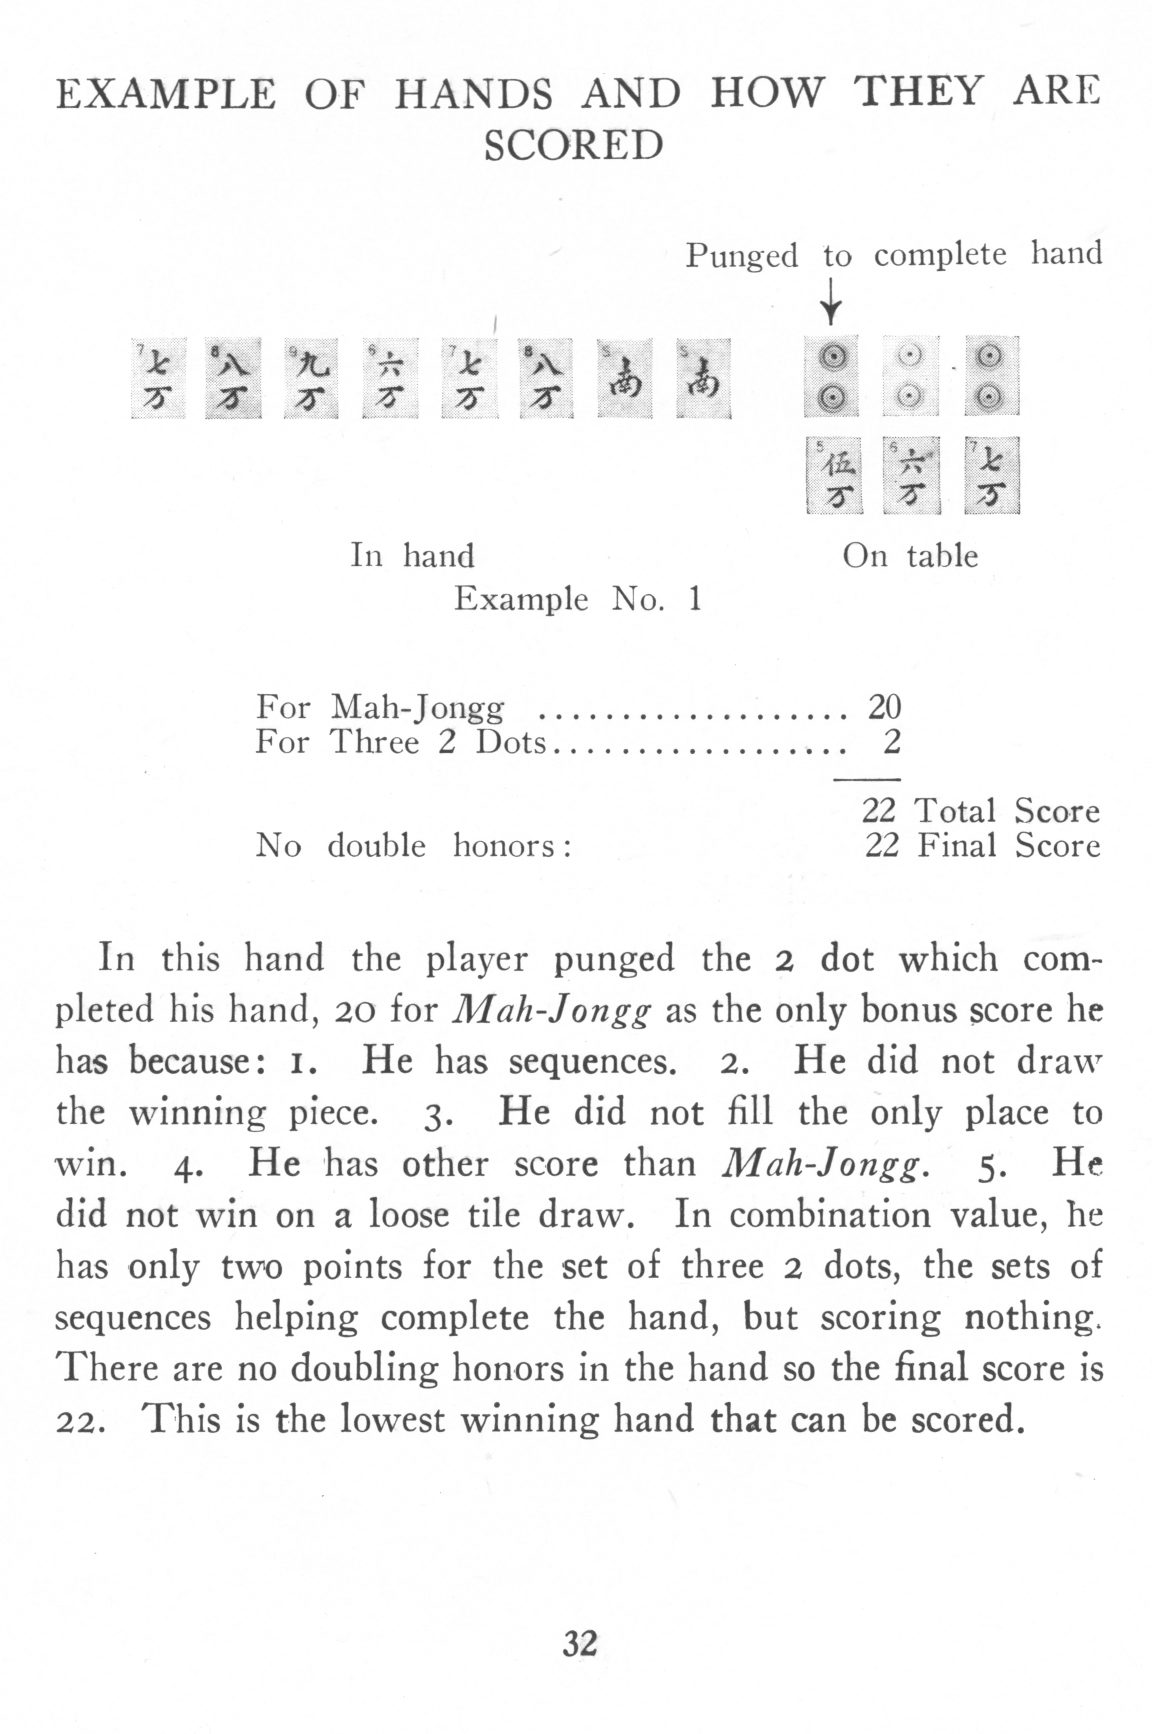 EXAMPLE OF HANDS AND HOW THEY ARE
SCORED
Punged to complete hand
7 8 9 6 7 8 S S
七 八 九 六 七 八 南 南
万 万 万 万 万 万
5 6 7
伍 六 七
万 万 万
In hand On table
Example No. 1
For Mah-Jongg ................... 20
For Three 2 Dots.................. 2
22 Total Score
No double honors: 22 Final Score
In this hand the player punged the 2 dot which com-
pleted his hand, 20 for Mah-Jongg as the only bonus score he
has because: 1. He has sequences. 2. He did not draw
the winning piece. 3. He did not fill the only place to
win. 4. He has other score than Mah-Jongg. 5. He
did not win on a loose tile draw. In combination value, he
has only two points for the set of three 2 dots, the sets of
sequences helping complete the hand, but scoring nothing.
There are no doubling honors in the hand so the final score is
22. This is the lowest winning hand that can be scored.
32